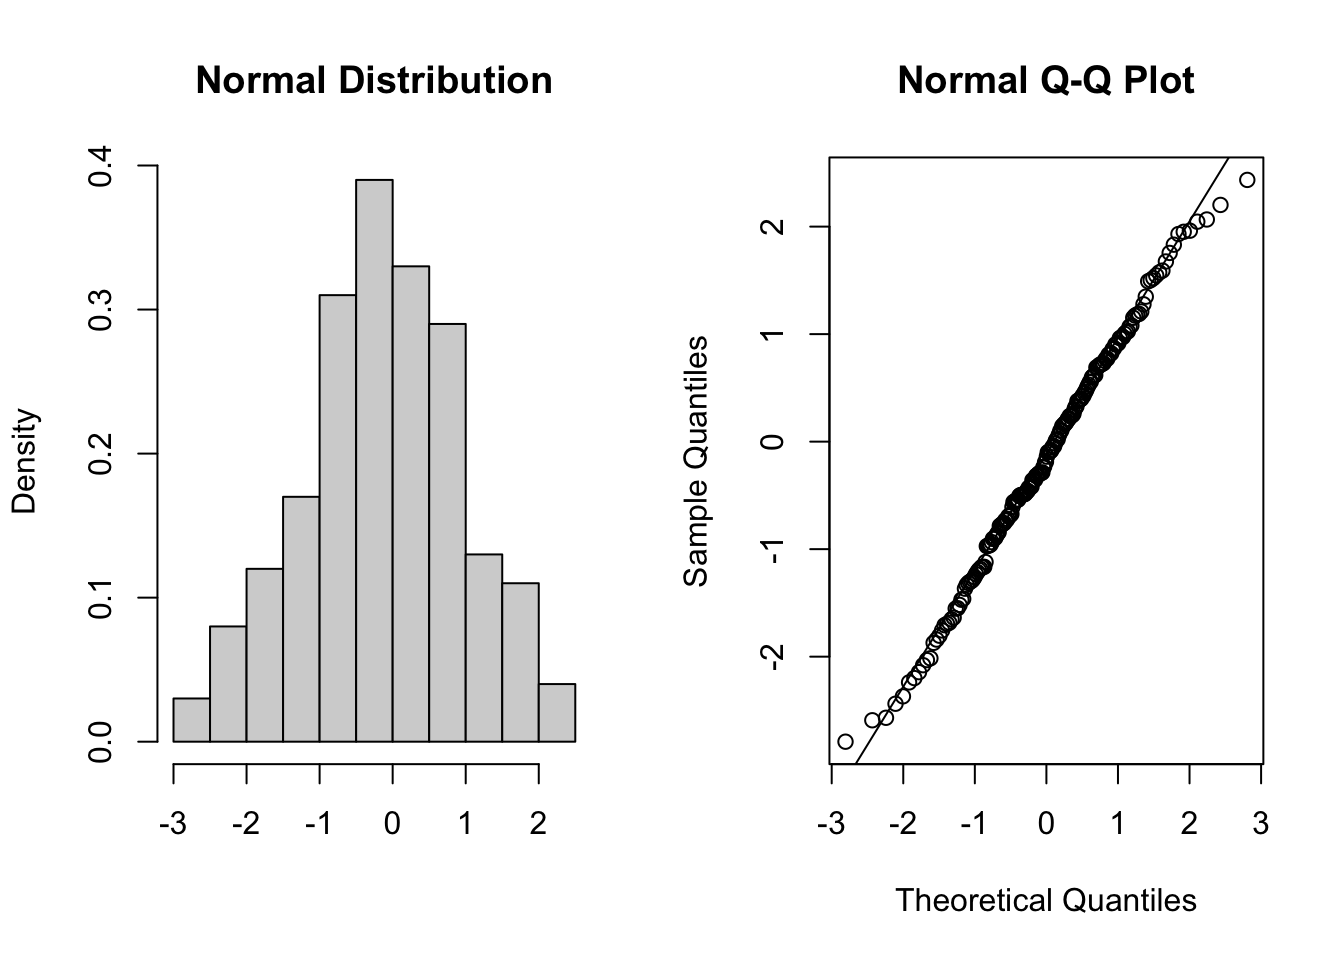 Normal Distribution
Density
0.0 0.1 0.2 0.3 0.4
-3 -2 -1 0 1 2
Normal Q-Q Plot
Sample Quantiles
-2 -1 0 1 2
-3 -2 -1 0 1 2 3
Theoretical Quantiles